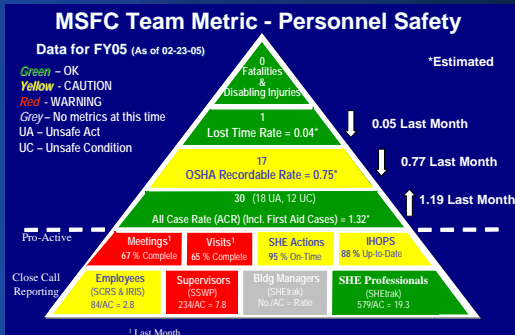 MSFC Team Metric - Personnel Safety
Data for FY05 (As of 02-23-05)
Green – OK
Yellow - CAUTION
Red - WARNING
Grey – No metrics at this time
UA – Unsafe Act
UC – Unsafe Condition
*Estimated
0
Fatalities
&
Disabling Injuries
1
Lost Time Rate = 0.04*
0.05 Last Month
17
OSHA Recordable Rate = 0.75*
0.77 Last Month
30 (18 UA, 12 UC)
All Case Rate (ACR) (Incl. First Aid Cases) = 1.32*
1.19 Last Month
Pro-Active
Meetings¹
67 % Complete
Visits¹
65 % Complete
SHE Actions
95 % On-Time
IHOPS
88 % Up-to-Date
Close Call
Reporting
Employees
(SCRS & IRIS)
84/AC = 2.8
Supervisors
(SSWP)
234/AC = 7.8
Bldg Managers
(SHEtrak)
No./AC = Ratio
SHE Professionals
(SHEtrak)
579/AC = 19.3
¹ Last Month